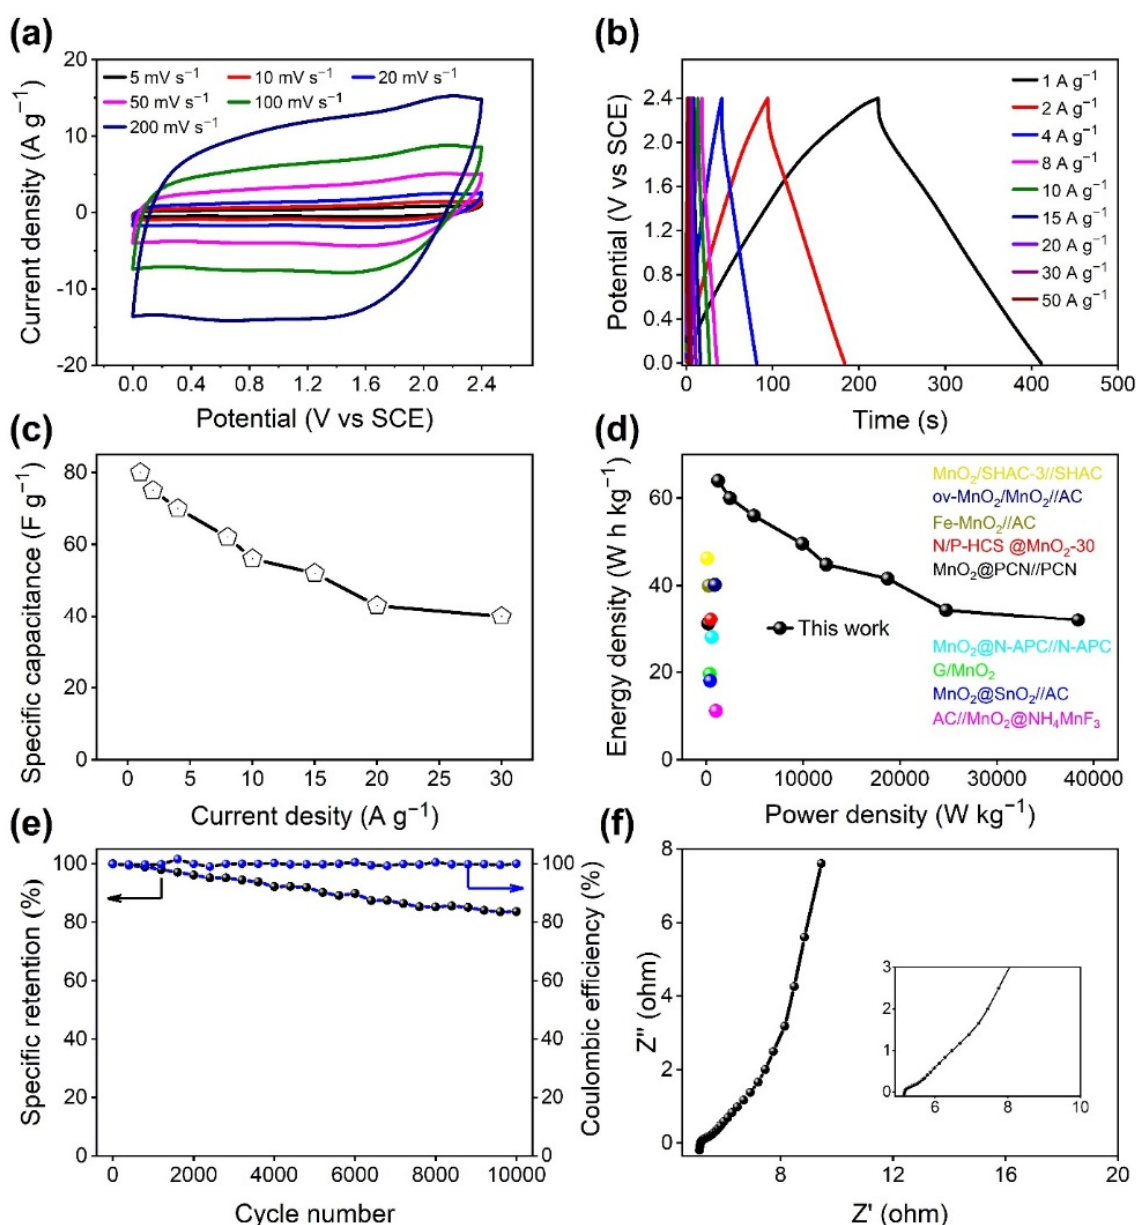 (a)
Current density (A g⁻¹)
20
10
0
-10
-20
5 mV s⁻¹ 10 mV s⁻¹ 20 mV s⁻¹
50 mV s⁻¹ 100 mV s⁻¹
200 mV s⁻¹
0.0 0.4 0.8 1.2 1.6 2.0 2.4
Potential (V vs SCE)
(b)
Potential (V vs SCE)
2.4
2.0
1.6
1.2
0.8
0.4
0.0
1 A g⁻¹
2 A g⁻¹
4 A g⁻¹
8 A g⁻¹
10 A g⁻¹
15 A g⁻¹
20 A g⁻¹
30 A g⁻¹
50 A g⁻¹
0 100 200 300 400 500
Time (s)
(c)
Specific capacitance (F g⁻¹)
80
60
40
20
0
0 5 10 15 20 25 30
Current desity (A g⁻¹)
(d)
Energy density (W h kg⁻¹)
60
40
20
0
MnO₂/SHAC-3//SHAC
ov-MnO₂/MnO₂//AC
Fe-MnO₂//AC
N/P-HCS @MnO₂-30
MnO₂@PCN//PCN
This work
MnO₂@N-APC//N-APC
G/MnO₂
MnO₂@SnO₂//AC
AC//MnO₂@NH₄MnF₃
0 10000 20000 30000 40000
Power density (W kg⁻¹)
(e)
Specific retention (%)
100
80
60
40
20
0
100
80
60
40
20
0
Coulombic efficiency (%)
0 2000 4000 6000 8000 10000
Cycle number
(f)
Z'' (ohm)
8
6
4
2
0
3
2
1
0
6 8 10
4 8 12 16 20
Z' (ohm)